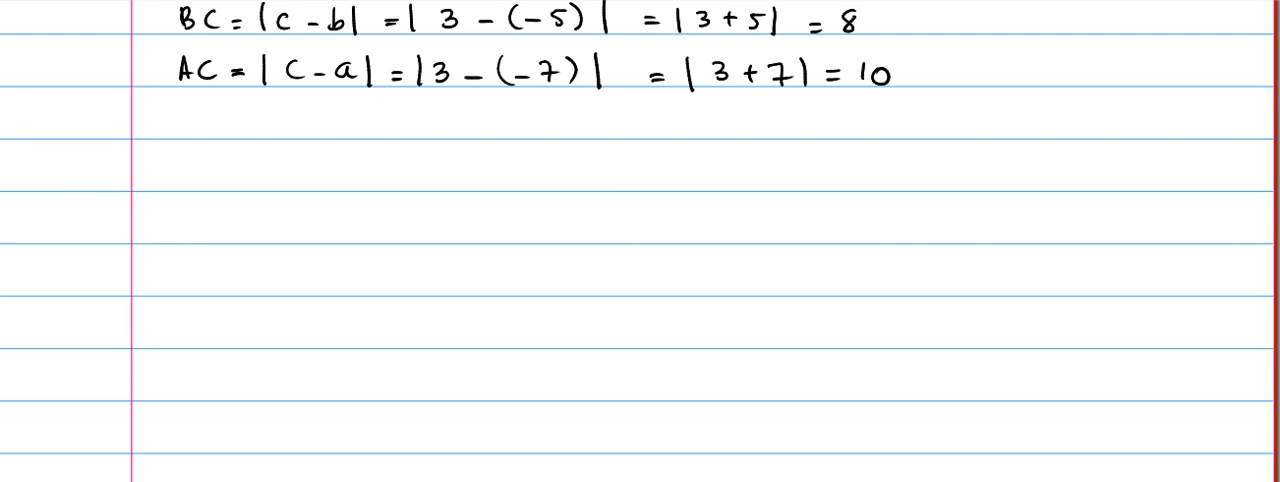 BC = |c - b| = | 3 - (-5) | = | 3 + 5| = 8
AC = | c - a| = |3 - (-7) | = | 3 + 7| = 10